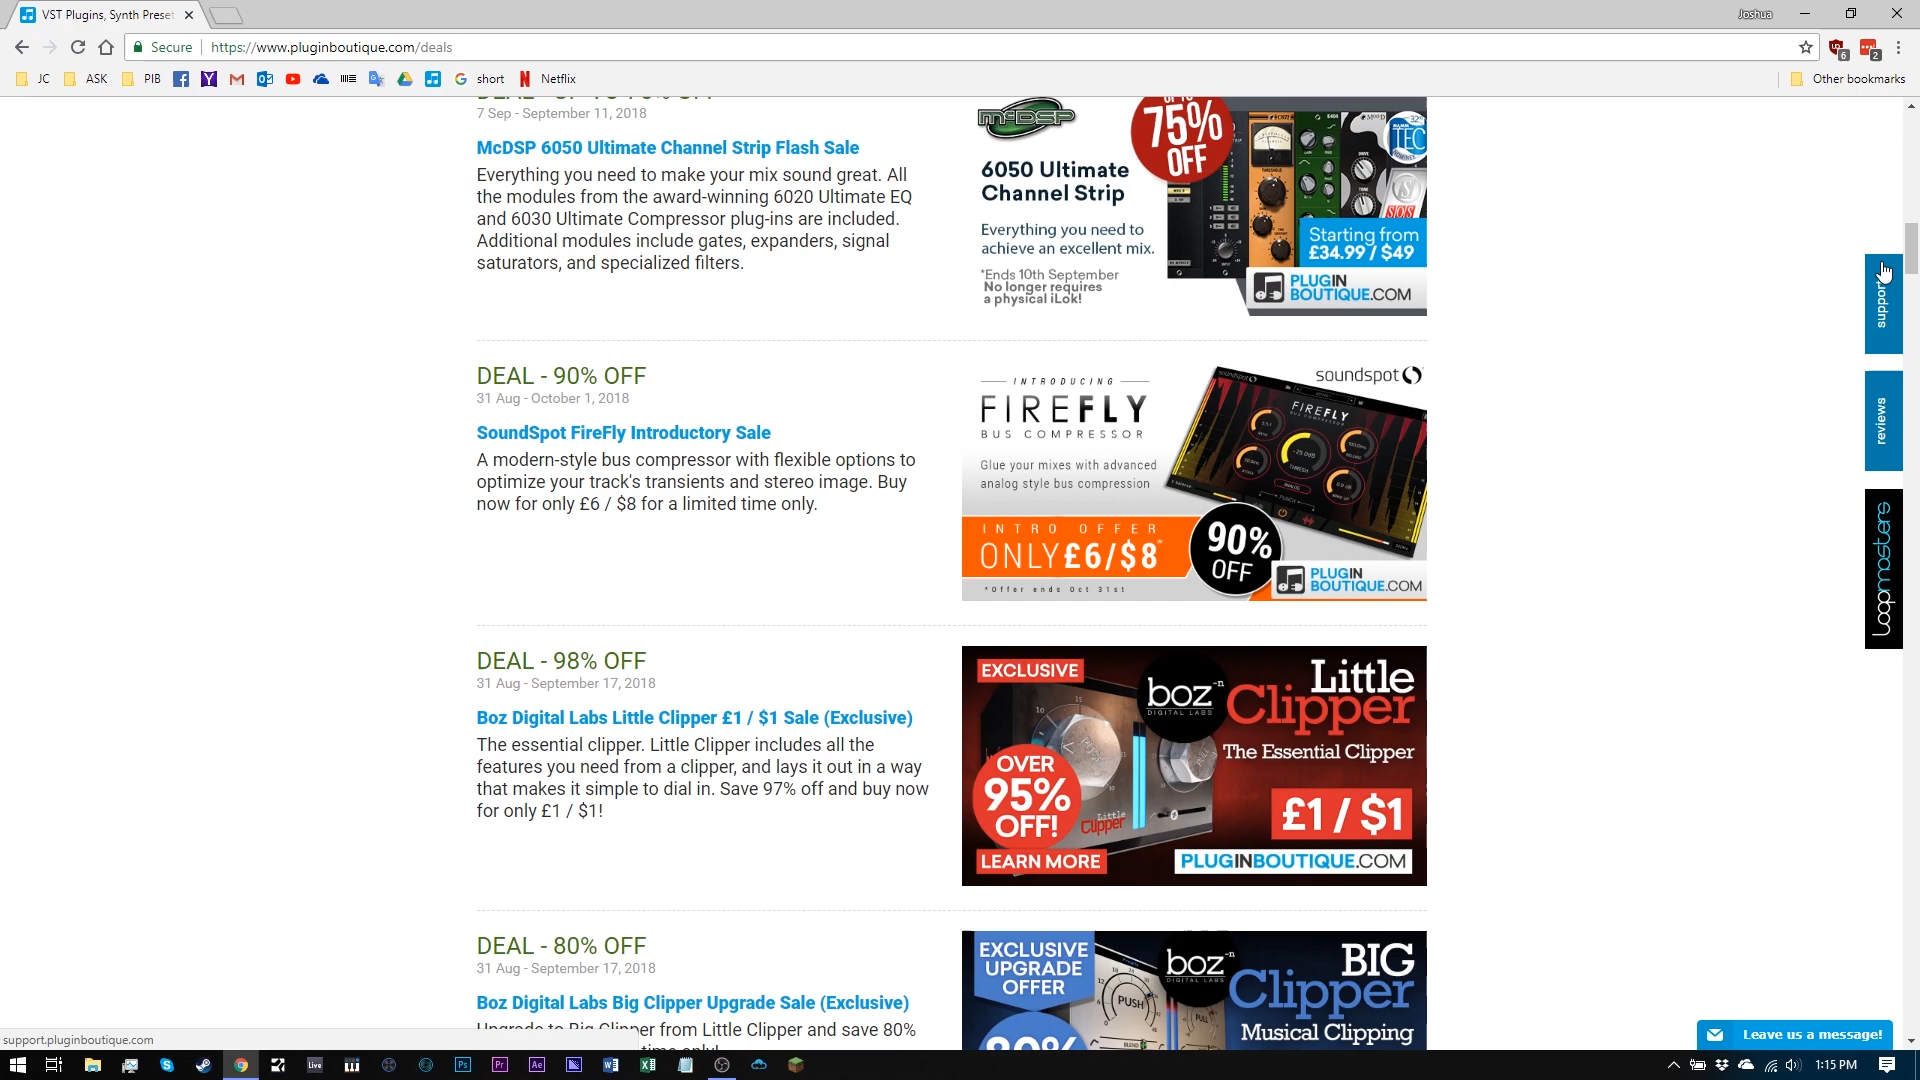 VST Plugins, Synth Preset
Joshua
Secure
https://www.pluginboutique.com/deals
6
2
JC
ASK
PIB
short
Netflix
Other bookmarks
7 Sep - September 11, 2018
McDSP 6050 Ultimate Channel Strip Flash Sale
Everything you need to make your mix sound great. All
the modules from the award-winning 6020 Ultimate EQ
and 6030 Ultimate Compressor plug-ins are included.
Additional modules include gates, expanders, signal
saturators, and specialized filters.
McDSP
UP TO
75%
OFF
6050 Ultimate
Channel Strip
Everything you need to
achieve an excellent mix.
*Ends 10th September
No longer requires
a physical iLok!
TEC
SOS
Starting from
£34.99 / $49
PLUGIN
BOUTIQUE.COM
support
reviews
loopmasters
DEAL - 90% OFF
31 Aug - October 1, 2018
SoundSpot FireFly Introductory Sale
A modern-style bus compressor with flexible options to
optimize your track's transients and stereo image. Buy
now for only £6 / $8 for a limited time only.
INTRODUCING
FIREFLY
BUS COMPRESSOR
Glue your mixes with advanced
analog style bus compression
INTRO OFFER
ONLY £6/$8*
*Offer ends Oct 31st
90%
OFF
soundspot
soundspot
FIREFLY
PLUGIN
BOUTIQUE.COM
DEAL - 98% OFF
31 Aug - September 17, 2018
Boz Digital Labs Little Clipper £1 / $1 Sale (Exclusive)
The essential clipper. Little Clipper includes all the
features you need from a clipper, and lays it out in a way
that makes it simple to dial in. Save 97% off and buy now
for only £1 / $1!
EXCLUSIVE
boz
DIGITAL LABS
Little
Clipper
The Essential Clipper
OVER
95%
OFF!
Little
Clipper
£1 / $1
LEARN MORE
PLUGINBOUTIQUE.COM
DEAL - 80% OFF
31 Aug - September 17, 2018
Boz Digital Labs Big Clipper Upgrade Sale (Exclusive)
Upgrade to Big Clipper from Little Clipper and save 80%
time only!
EXCLUSIVE
UPGRADE
OFFER
boz
DIGITAL LABS
BIG
Clipper
Musical Clipping
PUSH
PULL
BLEND
80%
Leave us a message!
support.pluginboutique.com
live
Ps
Pr
Ae
1:15 PM